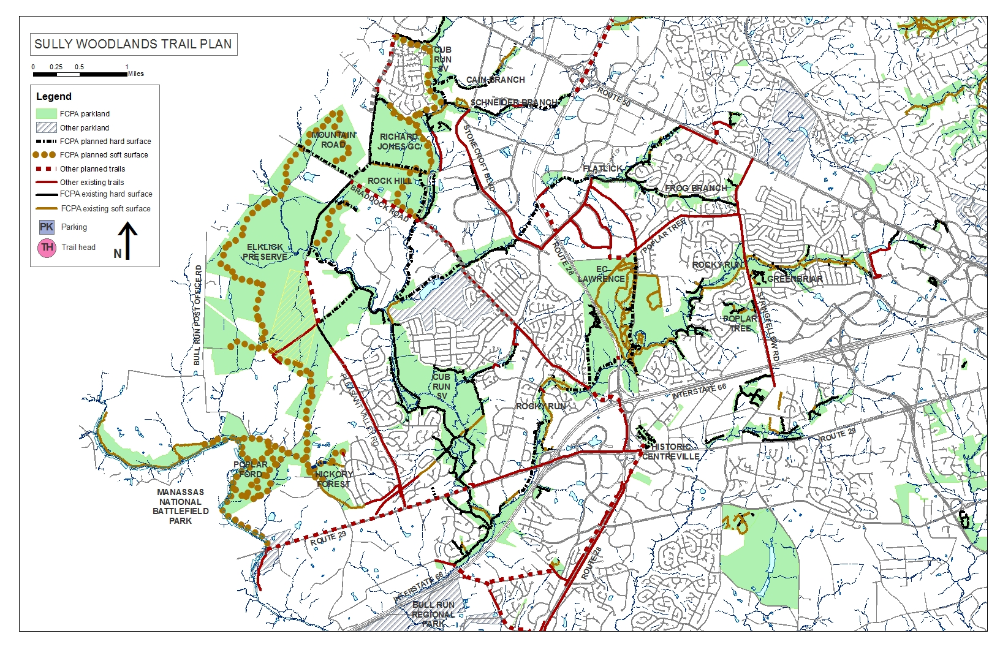 SULLY WOODLANDS TRAIL PLAN
0 0.25 0.5 1
Miles
Legend
FCPA parkland
Other parkland
FCPA planned hard surface
FCPA planned soft surface
Other planned trails
Other existing trails
FCPA existing hard surface
FCPA existing soft surface
PK Parking
TH Trail head
N
CUB
RUN
SV
CAIN BRANCH
SCHNEIDER BRANCH
ROUTE 50
MOUNTAIN
ROAD
RICHARD
JONES GC
STONECROFT BLVD
FLATLICK
ROCK HILL
FROG BRANCH
BRADDOCK ROAD
POPLAR TREE
ELKLICK
PRESERVE
ROUTE 28
EC
LAWRENCE
ROCKY RUN
GREENBRIAR
BULL RUN POST OFFICE RD
POPLAR
TREE
STRINGFELLOW RD
CUB
RUN
SV
PLEASANT VALLEY RD
INTERSTATE 66
ROCKY RUN
ROUTE 29
HISTORIC
CENTREVILLE
POPLAR
FORD
HICKORY
FOREST
MANASSAS
NATIONAL
BATTLEFIELD
PARK
ROUTE 29
ROUTE 28
INTERSTATE 66
BULL RUN
REGIONAL
PARK